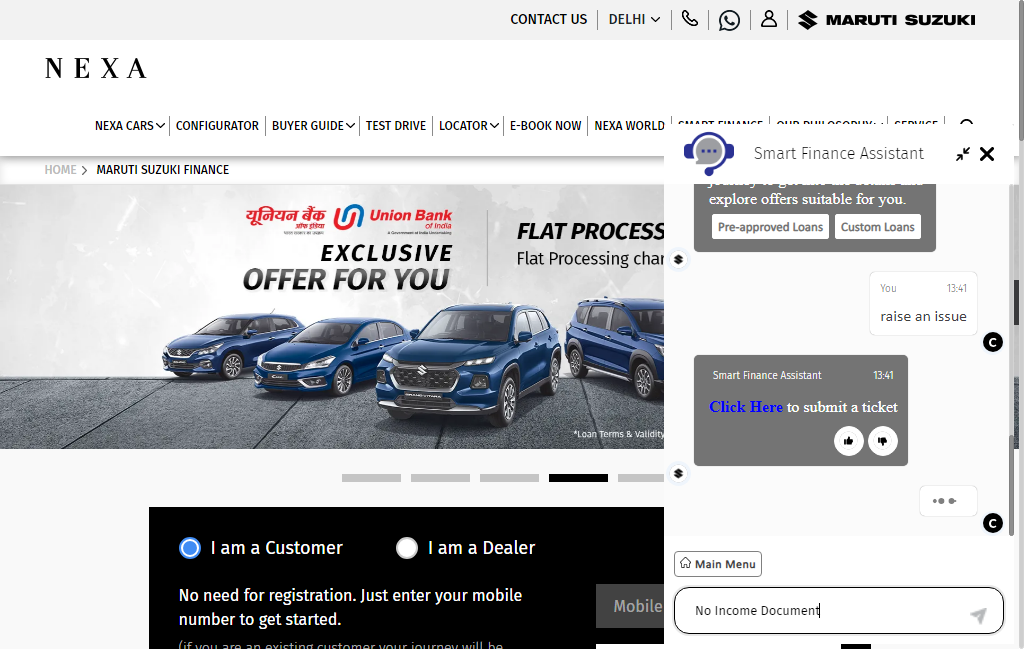 CONTACT US
DELHI
MARUTI SUZUKI
NEXA
NEXA CARS
CONFIGURATOR
BUYER GUIDE
TEST DRIVE
LOCATOR
E-BOOK NOW
NEXA WORLD
SMART FINANCE
OUR PHILOSOPHY
SERVICE
HOME
MARUTI SUZUKI FINANCE
यूनियन बैंक
ऑफ इंडिया
Union Bank
of India
EXCLUSIVE
OFFER FOR YOU
FLAT PROCESS
Flat Processing char
*Loan Terms & Validity
I am a Customer
I am a Dealer
No need for registration. Just enter your mobile
number to get started.
(if you are an existing customer your journey will be
Mobile
Smart Finance Assistant
explore offers suitable for you.
Pre-approved Loans
Custom Loans
You
13:41
raise an issue
C
Smart Finance Assistant
13:41
Click Here to submit a ticket
C
Main Menu
No Income Document